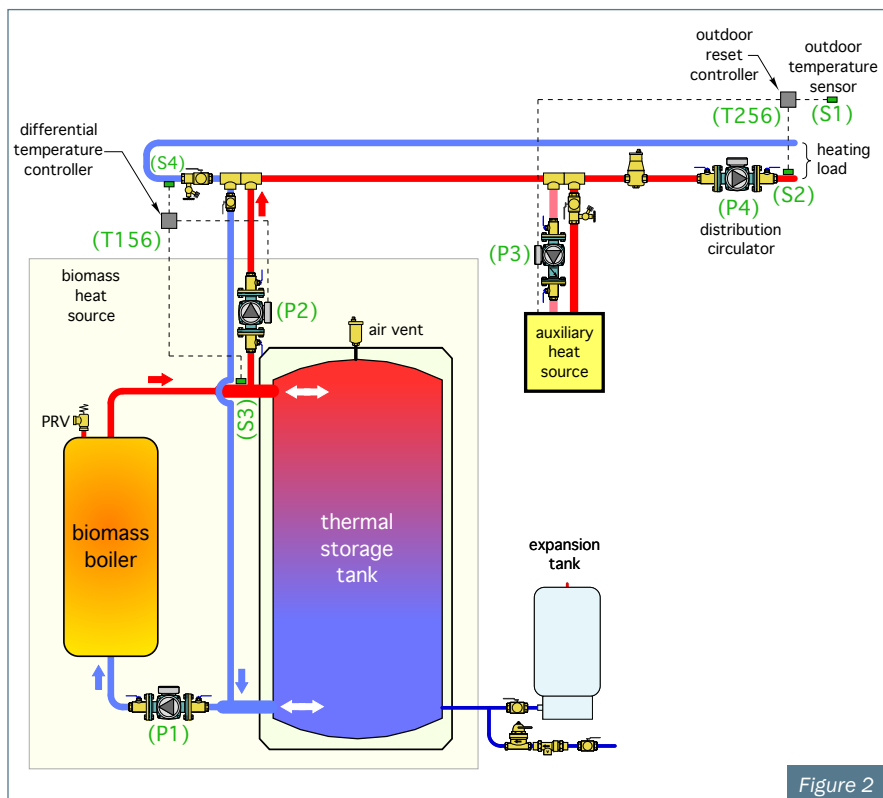 outdoor
reset
controller
outdoor
temperature
sensor
(T256)
(S1)
differential
temperature
controller
(S4)
heating
load
(S2)
(P4)
distribution
circulator
(T156)
(P3)
biomass
heat
source
(P2)
air vent
auxiliary
heat
source
PRV
(S3)
biomass
boiler
thermal
storage
tank
expansion
tank
(P1)
Figure 2